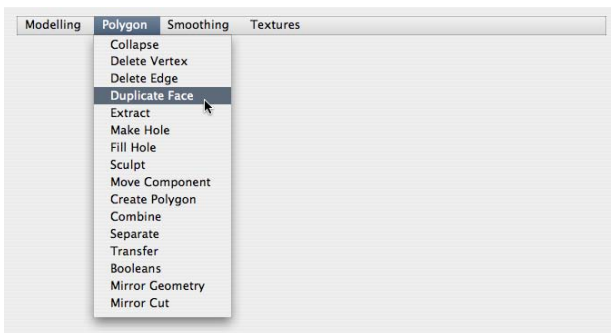 Modelling Polygon Smoothing Textures
Collapse
Delete Vertex
Delete Edge
Duplicate Face
Extract
Make Hole
Fill Hole
Sculpt
Move Component
Create Polygon
Combine
Separate
Transfer
Booleans
Mirror Geometry
Mirror Cut